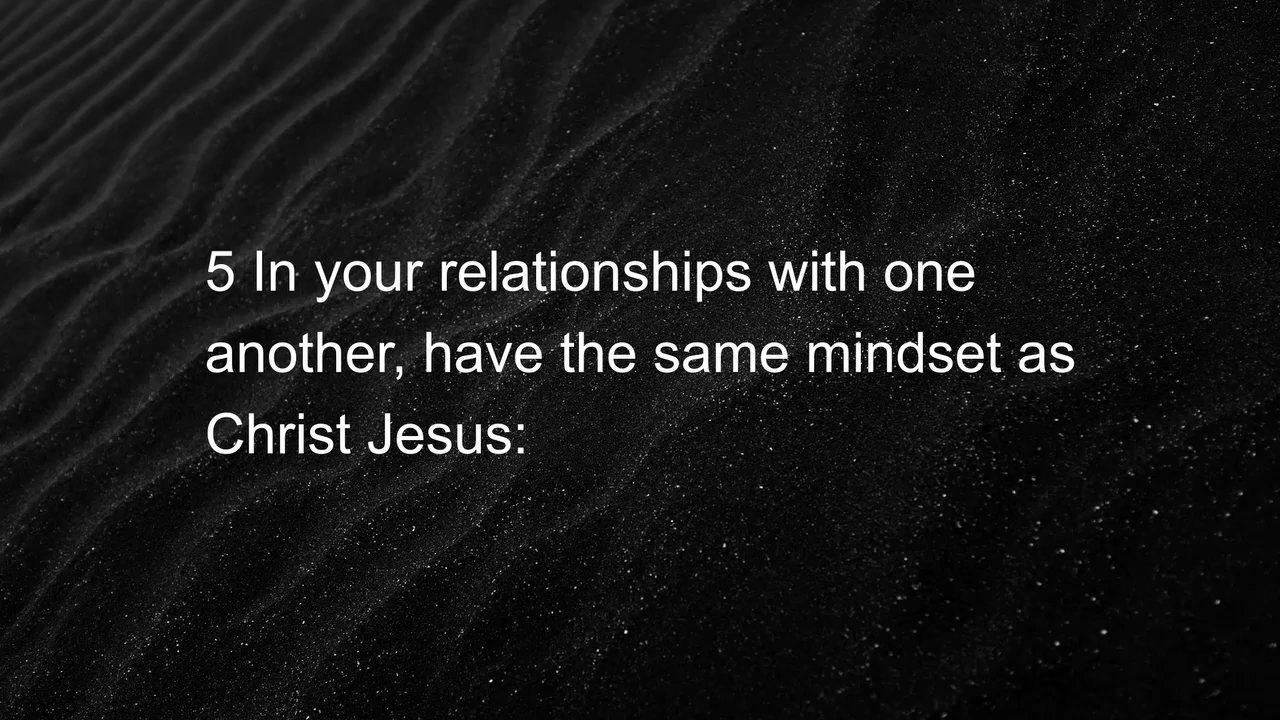 5 In your relationships with one
another, have the same mindset as
Christ Jesus: